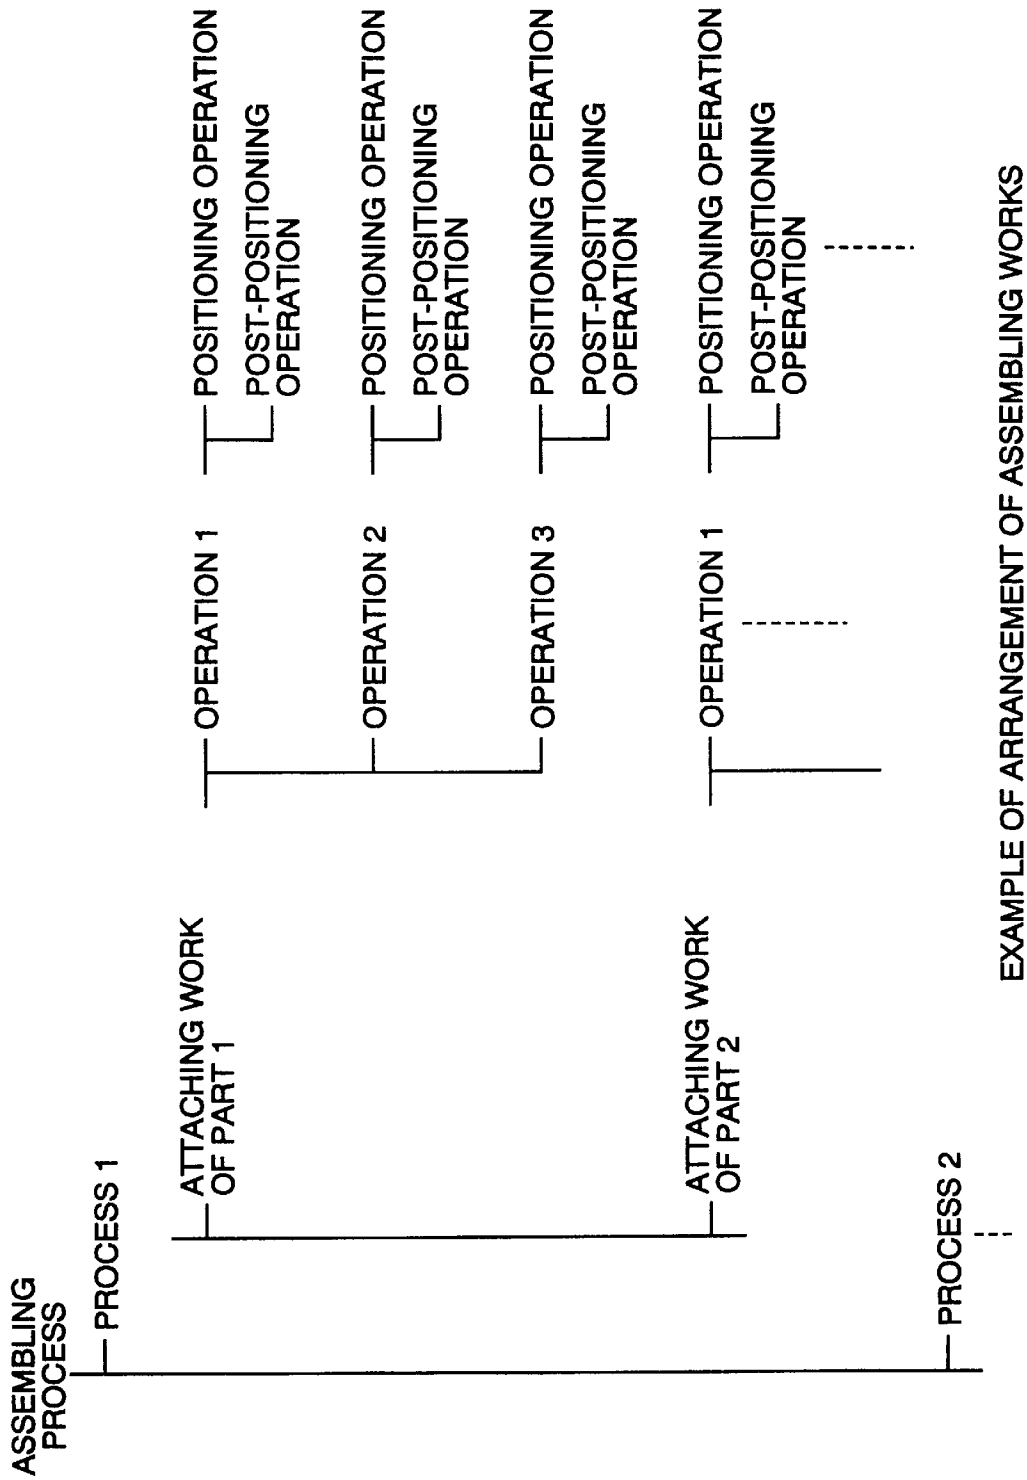 ASSEMBLING
PROCESS
PROCESS 1
ATTACHING WORK
OF PART 1
OPERATION 1
POSITIONING OPERATION
POST-POSITIONING
OPERATION
OPERATION 2
POSITIONING OPERATION
POST-POSITIONING
OPERATION
OPERATION 3
POSITIONING OPERATION
POST-POSITIONING
OPERATION
ATTACHING WORK
OF PART 2
OPERATION 1
POSITIONING OPERATION
POST-POSITIONING
OPERATION
PROCESS 2
EXAMPLE OF ARRANGEMENT OF ASSEMBLING WORKS